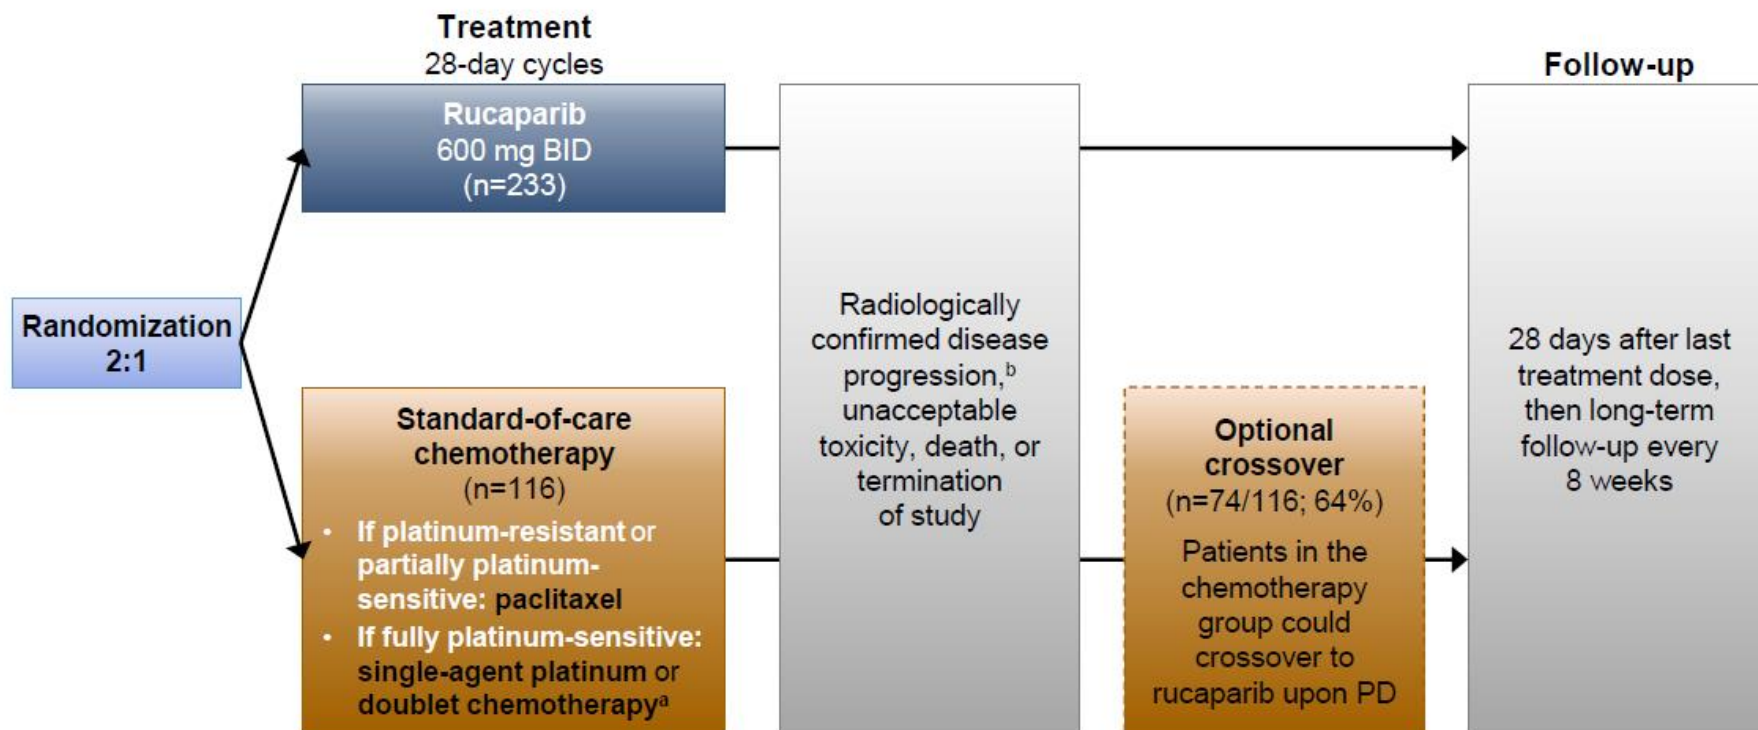 Treatment
28-day cycles
Rucaparib
600 mg BID
(n=233)
Randomization
2:1
Standard-of-care
chemotherapy
(n=116)
• If platinum-resistant or
partially platinum-
sensitive: paclitaxel
• If fully platinum-sensitive:
single-agent platinum or
doublet chemotherapyᵃ
Radiologically
confirmed disease
progression,ᵇ
unacceptable
toxicity, death, or
termination
of study
Optional
crossover
(n=74/116; 64%)
Patients in the
chemotherapy
group could
crossover to
rucaparib upon PD
Follow-up
28 days after last
treatment dose,
then long-term
follow-up every
8 weeks